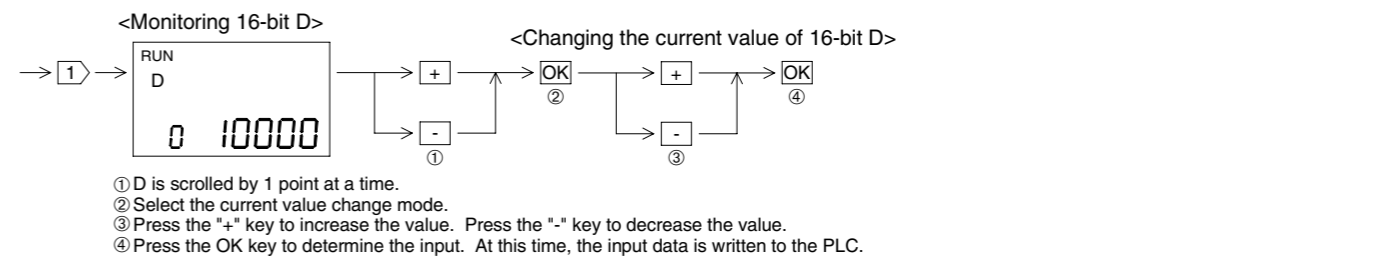 <Monitoring 16-bit D>
<Changing the current value of 16-bit D>
1
RUN
D
0 10000
+
OK
+
OK
②
④
-
-
①
③
①D is scrolled by 1 point at a time.
②Select the current value change mode.
③Press the "+" key to increase the value. Press the "-" key to decrease the value.
④Press the OK key to determine the input. At this time, the input data is written to the PLC.